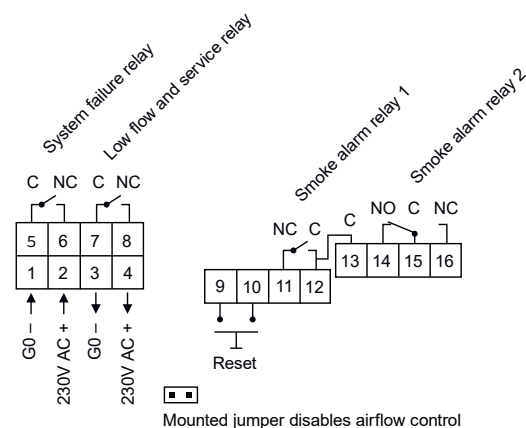 System failure relay
Low flow and service relay
Smoke alarm relay 1
Smoke alarm relay 2
C NC C NC
NC C C NO C NC
5 6 7 8
1 2 3 4
9 10 11 12 13 14 15 16
G0 –
230V AC +
G0 –
230V AC +
Reset
Mounted jumper disables airflow control